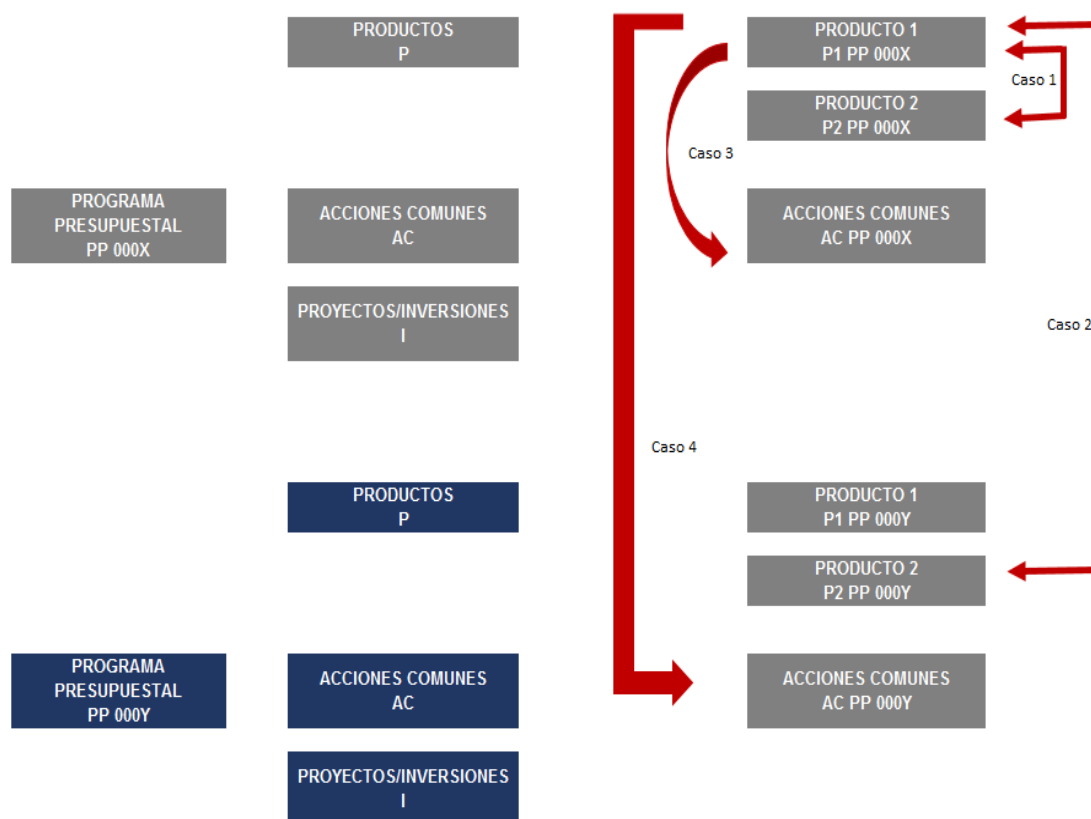 PRODUCTOS
P
PRODUCTO 1
P1 PP 000X
Caso 1
PRODUCTO 2
P2 PP 000X
Caso 3
PROGRAMA
PRESUPUESTAL
PP 000X
ACCIONES COMUNES
AC
ACCIONES COMUNES
AC PP 000X
PROYECTOS/INVERSIONES
I
Caso 2
Caso 4
PRODUCTOS
P
PRODUCTO 1
P1 PP 000Y
PRODUCTO 2
P2 PP 000Y
PROGRAMA
PRESUPUESTAL
PP 000Y
ACCIONES COMUNES
AC
ACCIONES COMUNES
AC PP 000Y
PROYECTOS/INVERSIONES
I